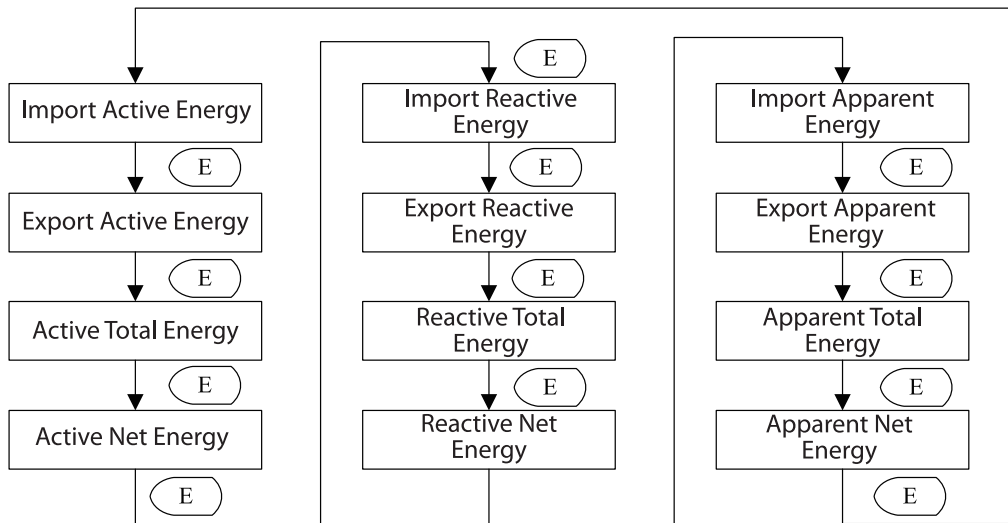 Import Active Energy
E
Export Active Energy
E
Active Total Energy
E
Active Net Energy
E
E
Import Reactive
Energy
E
Export Reactive
Energy
E
Reactive Total
Energy
E
Reactive Net
Energy
Import Apparent
Energy
E
Export Apparent
Energy
E
Apparent Total
Energy
E
Apparent Net
Energy
E